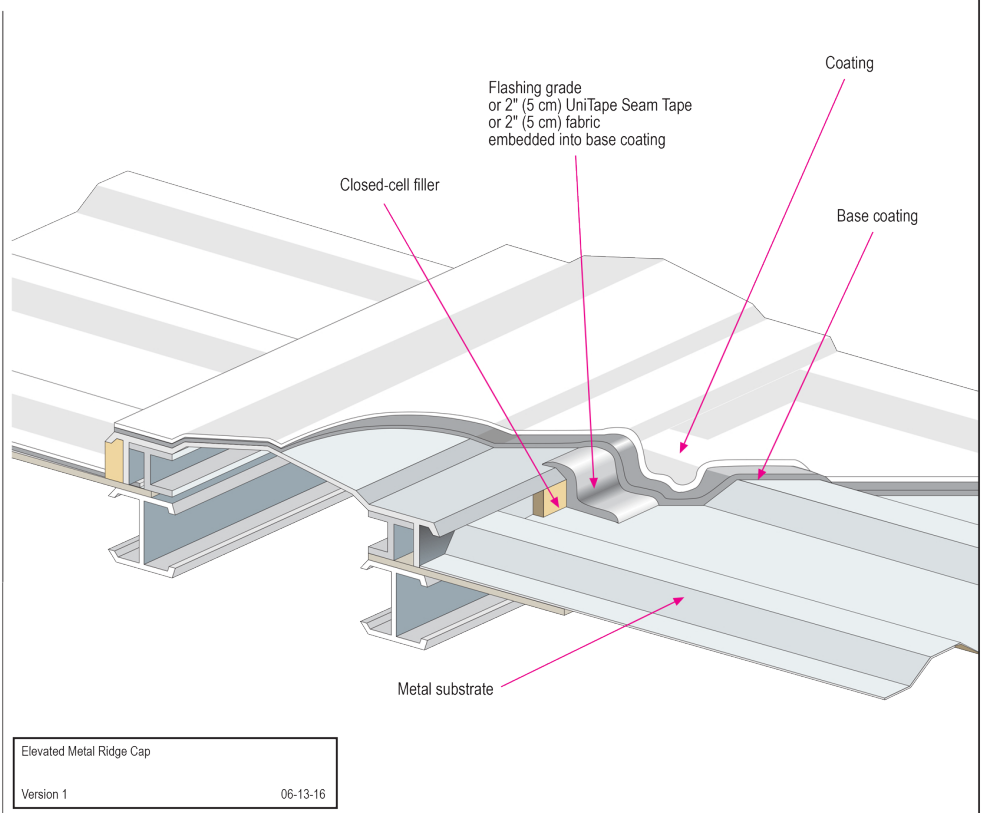 Coating
Flashing grade
or 2" (5 cm) UniTape Seam Tape
or 2" (5 cm) fabric
embedded into base coating
Closed-cell filler
Base coating
Metal substrate
Elevated Metal Ridge Cap
Version 1 06-13-16